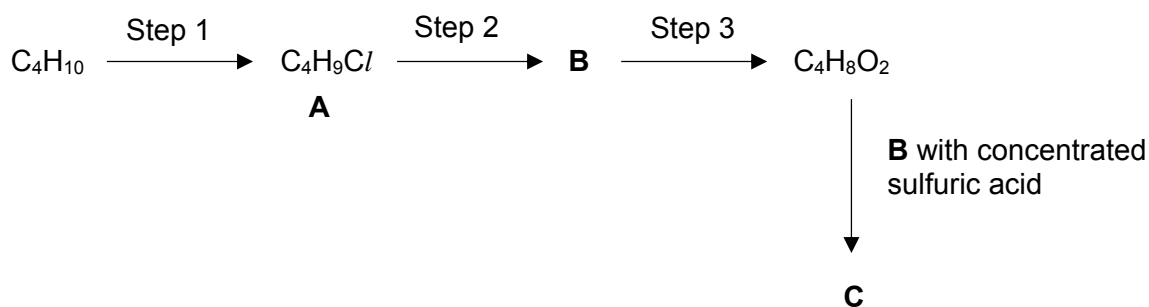 Step 1 Step 2 Step 3
C₄H₁₀ C₄H₉Cl B C₄H₈O₂
A
B with concentrated
sulfuric acid
C